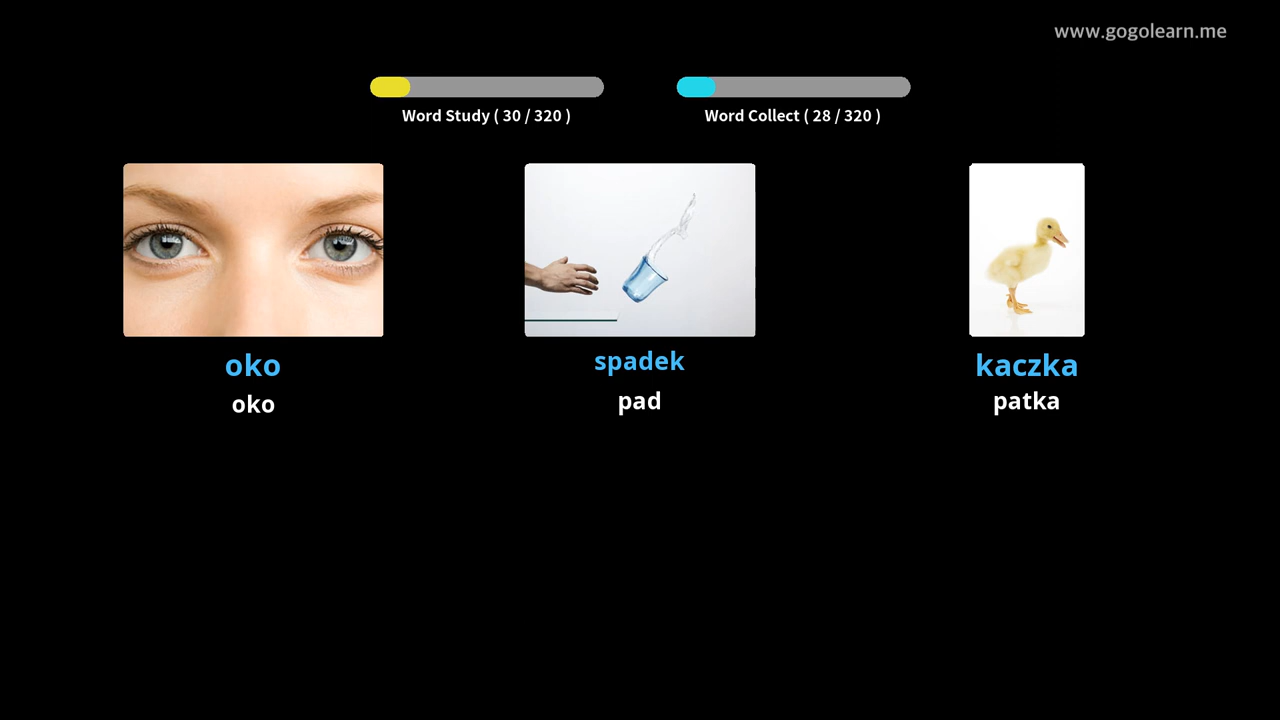 www.gogolearn.me
Word Study ( 30 / 320 )
Word Collect ( 28 / 320 )
oko
oko
spadek
pad
kaczka
patka